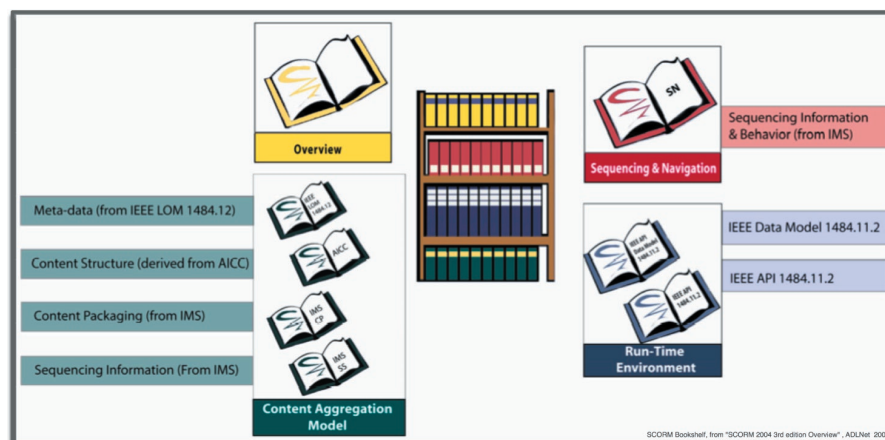 Overview
SN
Sequencing & Navigation
Sequencing Information
& Behavior (from IMS)
Meta-data (from IEEE LOM 1484.12)
Content Structure (derived from AICC)
Content Packaging (from IMS)
Sequencing Information (From IMS)
IEEE
LOM
1484.12
AICC
IMS
CP
IMS
SS
Content Aggregation
Model
IEEE API
Data Model
1484.11.2
IEEE API
1484.11.2
Run-Time
Environment
IEEE Data Model 1484.11.2
IEEE API 1484.11.2
SCORM Bookshelf, from "SCORM 2004 3rd edition Overview" , ADLNet